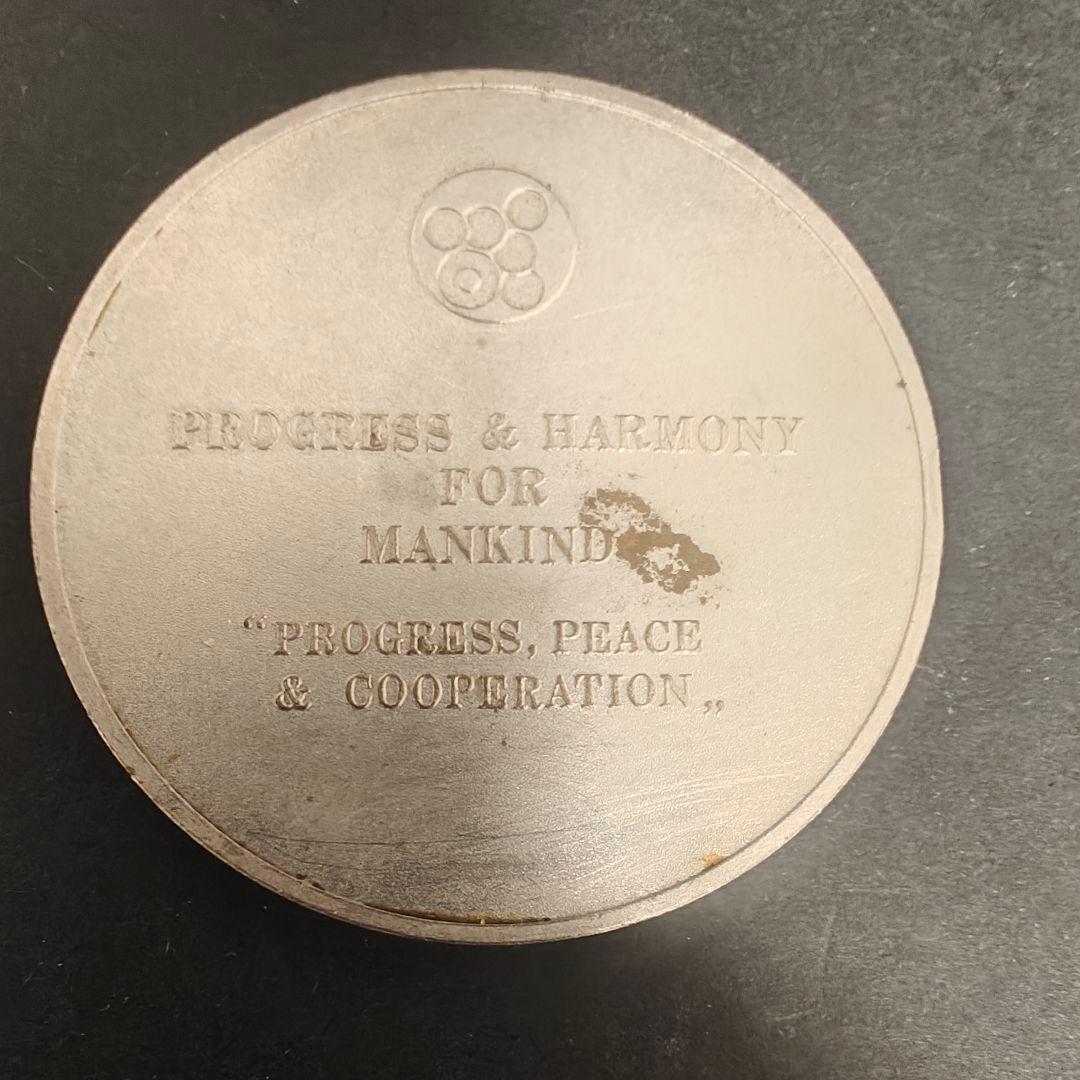 PROGRESS & HARMONY
FOR
MANKIND
“PROGRESS, PEACE
& COOPERATION„